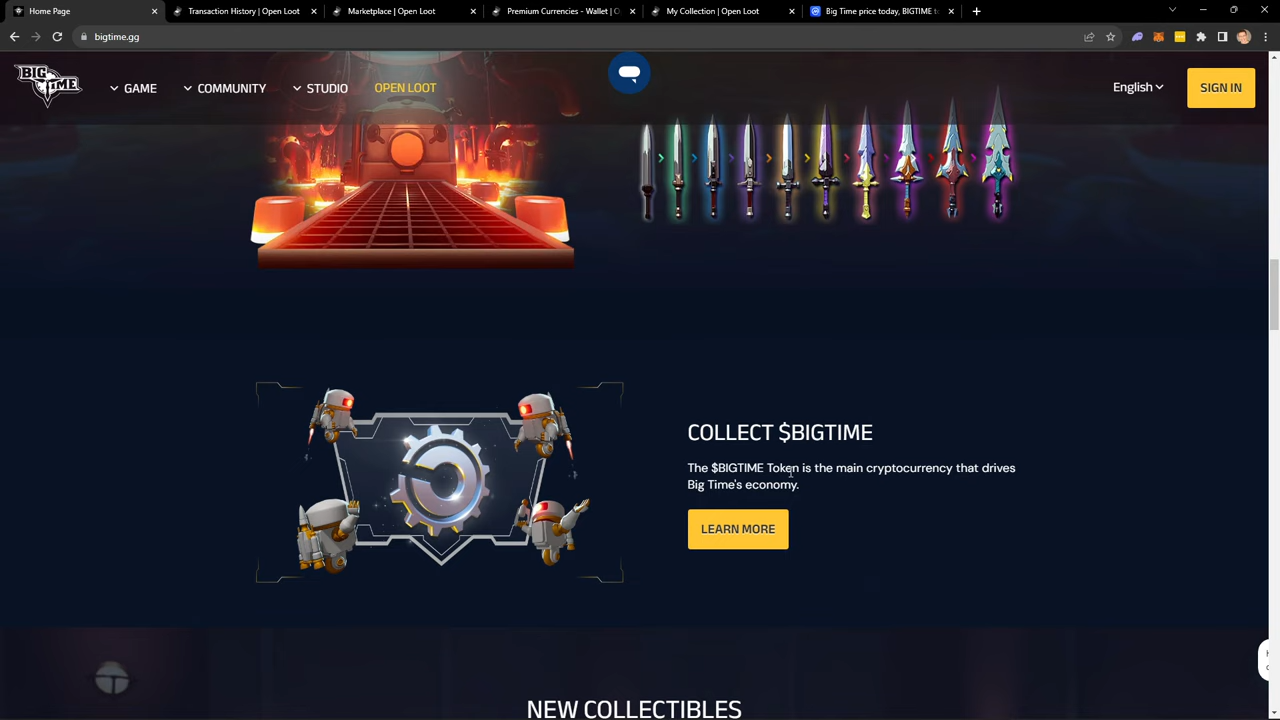 Home Page
Transaction History | Open Loot
Marketplace | Open Loot
Premium Currencies - Wallet | O
My Collection | Open Loot
Big Time price today, BIGTIME to
bigtime.gg
BIG TIME
GAME
COMMUNITY
STUDIO
OPEN LOOT
English
SIGN IN
COLLECT $BIGTIME
The $BIGTIME Token is the main cryptocurrency that drives
Big Time's economy.
LEARN MORE
NEW COLLECTIBLES